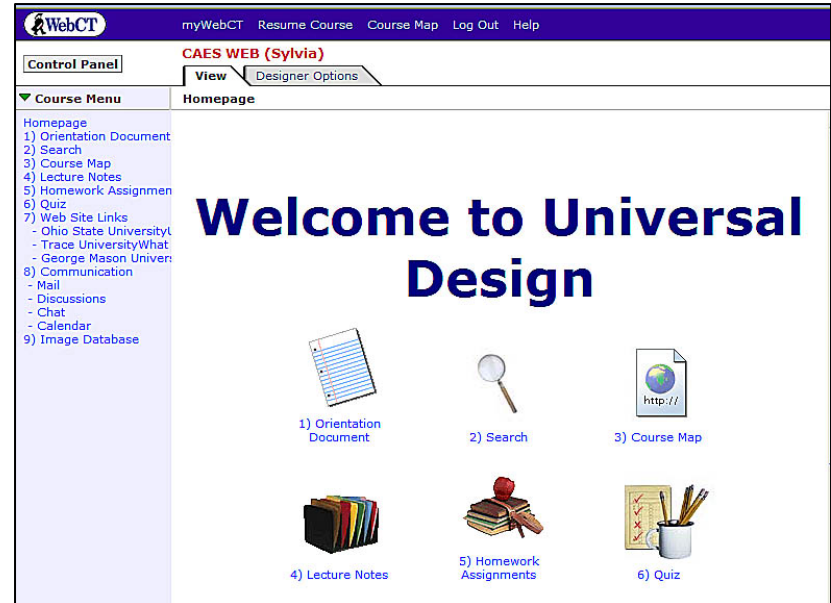 WebCT
myWebCT Resume Course Course Map Log Out Help
Control Panel
CAES WEB (Sylvia)
View Designer Options
Course Menu
Homepage
Homepage
1) Orientation Document
2) Search
3) Course Map
4) Lecture Notes
5) Homework Assignmen
6) Quiz
7) Web Site Links
- Ohio State University
- Trace UniversityWhat
- George Mason Univers
8) Communication
- Mail
- Discussions
- Chat
- Calendar
9) Image Database
Welcome to Universal
Design
1) Orientation
Document
2) Search
http://
3) Course Map
4) Lecture Notes
5) Homework
Assignments
6) Quiz